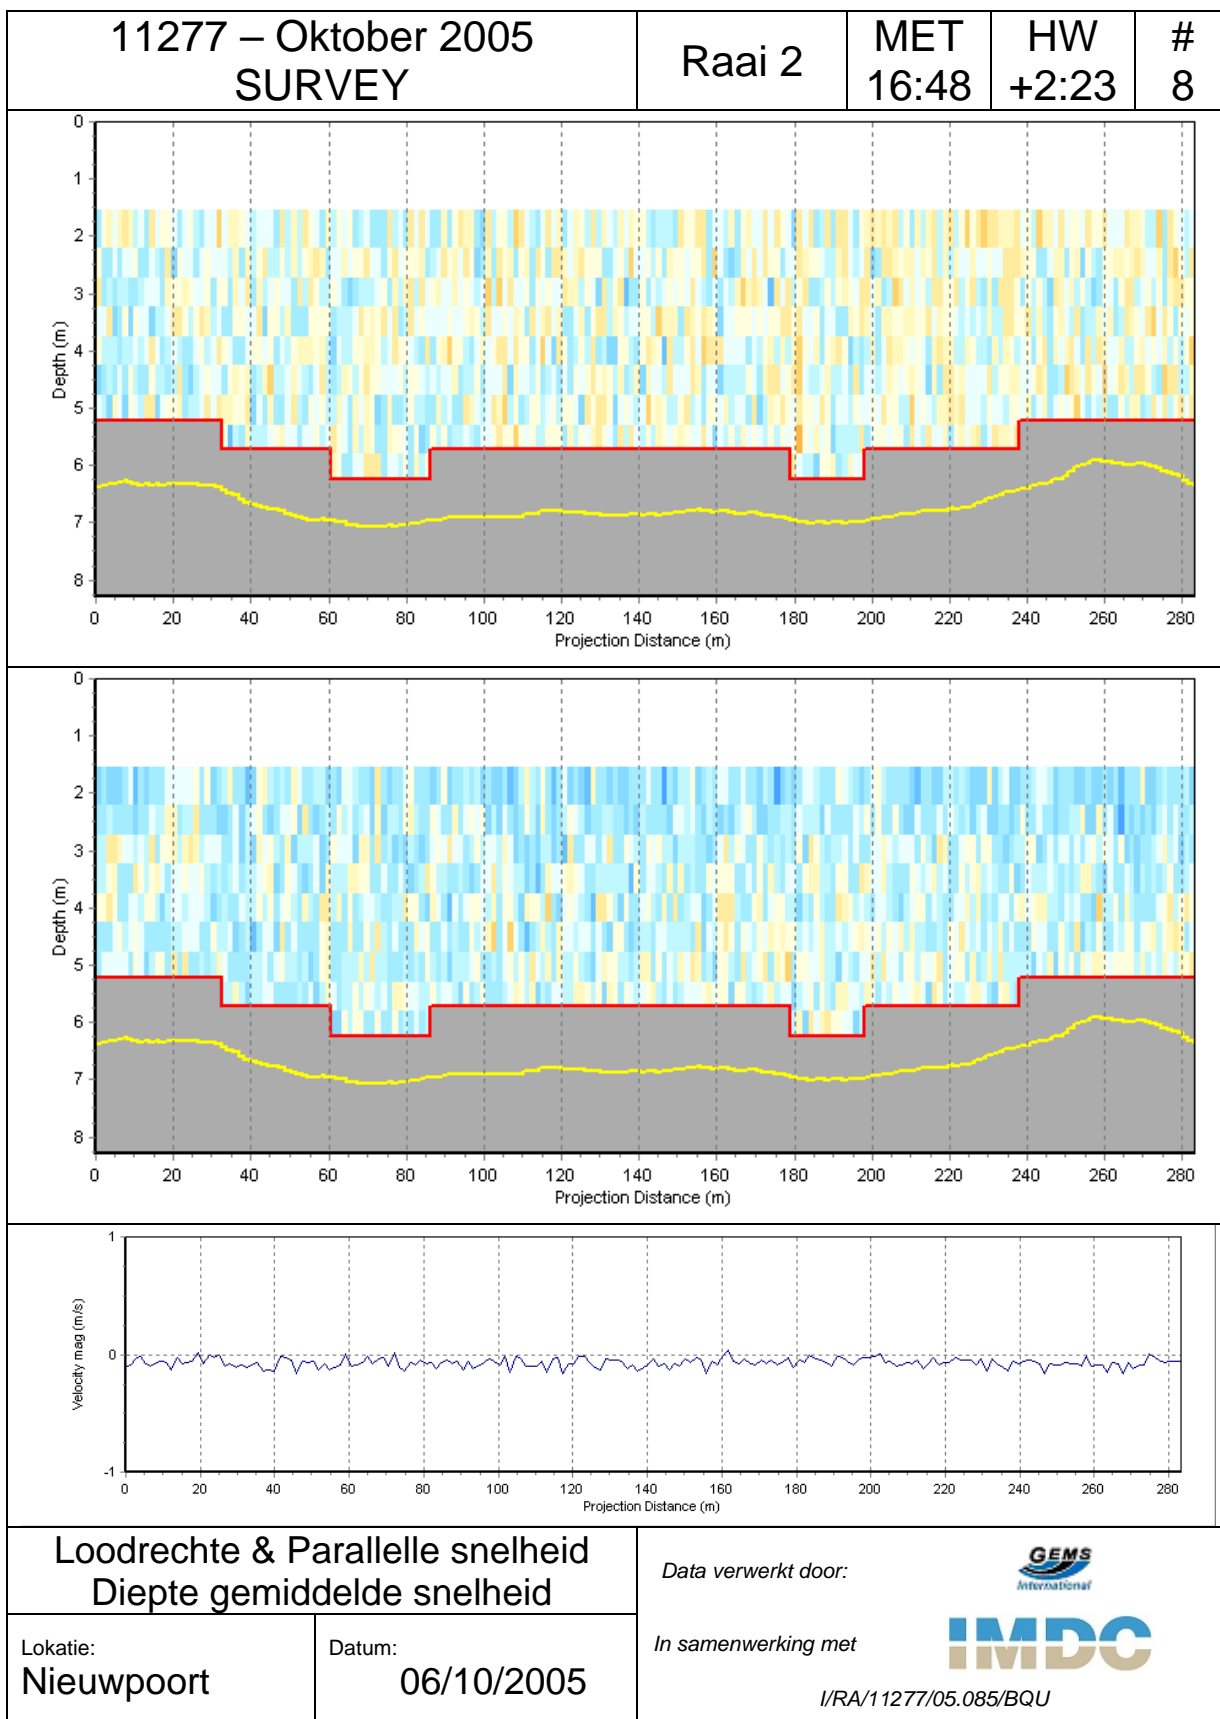 11277 – Oktober 2005
SURVEY
Raai 2
MET
16:48
HW
+2:23
#
8
0
1
2
3
4
5
6
7
8
Depth (m)
0 20 40 60 80 100 120 140 160 180 200 220 240 260 280
Projection Distance (m)
0
1
2
3
4
5
6
7
8
Depth (m)
0 20 40 60 80 100 120 140 160 180 200 220 240 260 280
Projection Distance (m)
1
0
-1
Velocity mag (m/s)
0 20 40 60 80 100 120 140 160 180 200 220 240 260 280
Projection Distance (m)
Loodrechte & Parallelle snelheid
Diepte gemiddelde snelheid
Data verwerkt door:
GEMS
International
Lokatie:
Nieuwpoort
Datum:
06/10/2005
In samenwerking met
IMDC
I/RA/11277/05.085/BQU